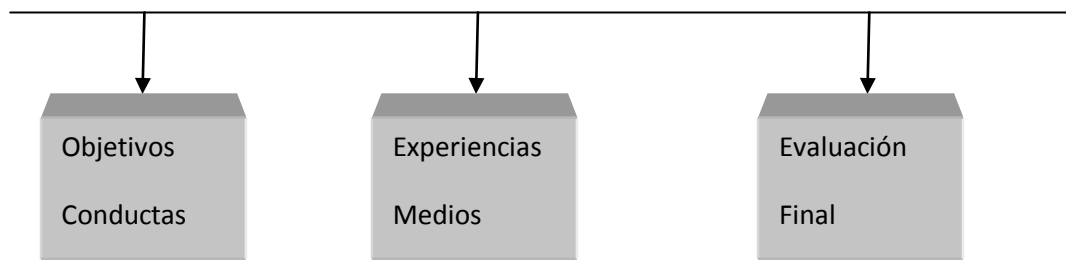 Objetivos
Conductas
Experiencias
Medios
Evaluación
Final